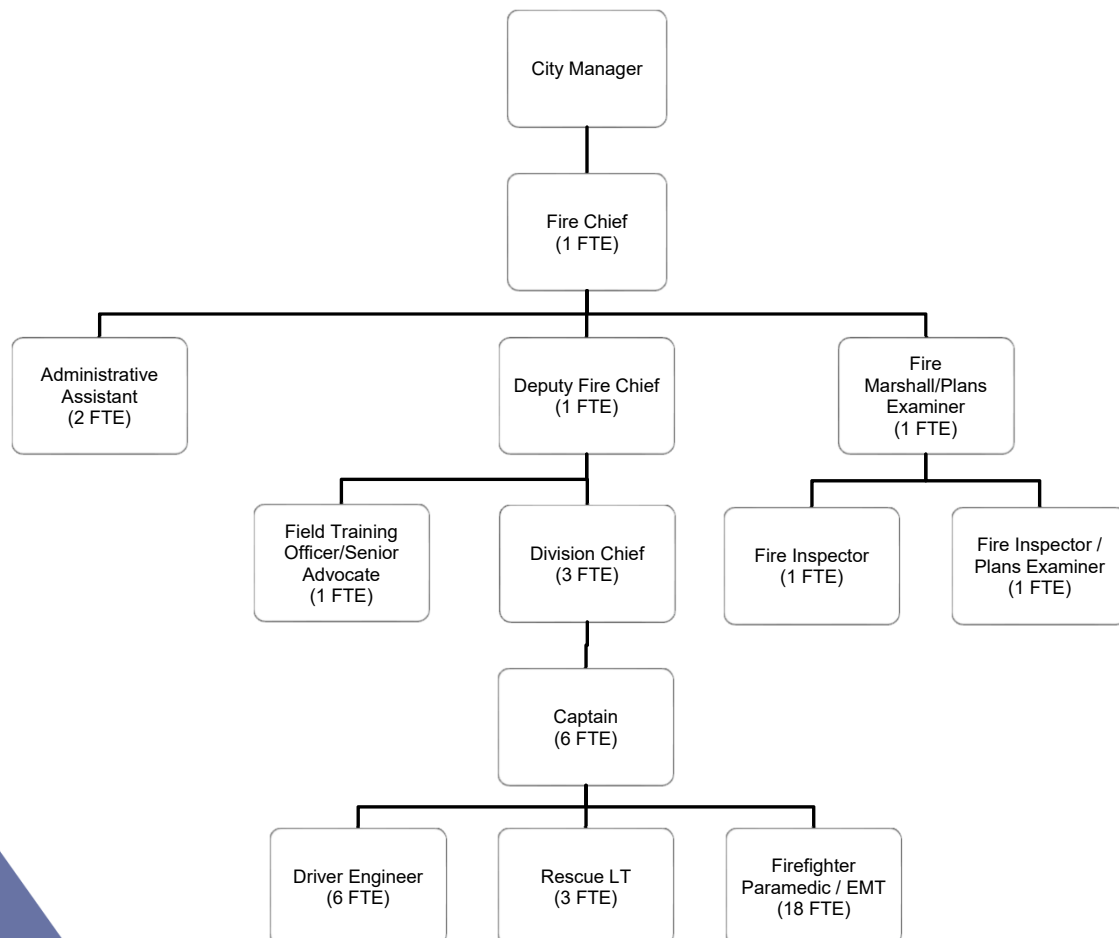 City Manager
Fire Chief
(1 FTE)
Administrative
Assistant
(2 FTE)
Deputy Fire Chief
(1 FTE)
Fire
Marshall/Plans
Examiner
(1 FTE)
Field Training
Officer/Senior
Advocate
(1 FTE)
Division Chief
(3 FTE)
Fire Inspector
(1 FTE)
Fire Inspector /
Plans Examiner
(1 FTE)
Captain
(6 FTE)
Driver Engineer
(6 FTE)
Rescue LT
(3 FTE)
Firefighter
Paramedic / EMT
(18 FTE)